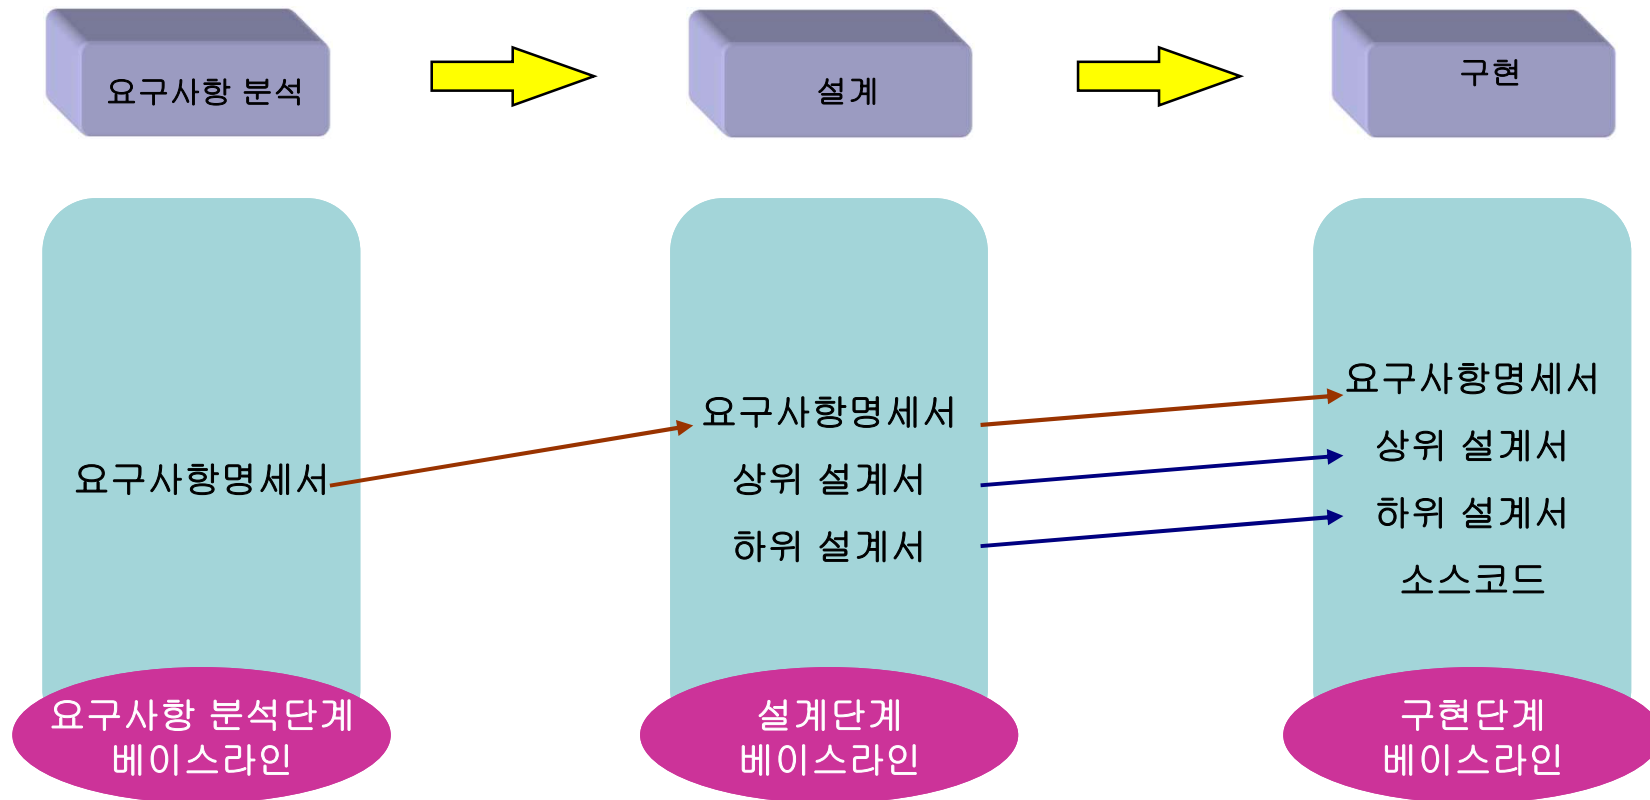 요구사항 분석
설계
구현
요구사항명세서
요구사항 분석단계
베이스라인
요구사항명세서
상위 설계서
하위 설계서
설계단계
베이스라인
요구사항명세서
상위 설계서
하위 설계서
소스코드
구현단계
베이스라인